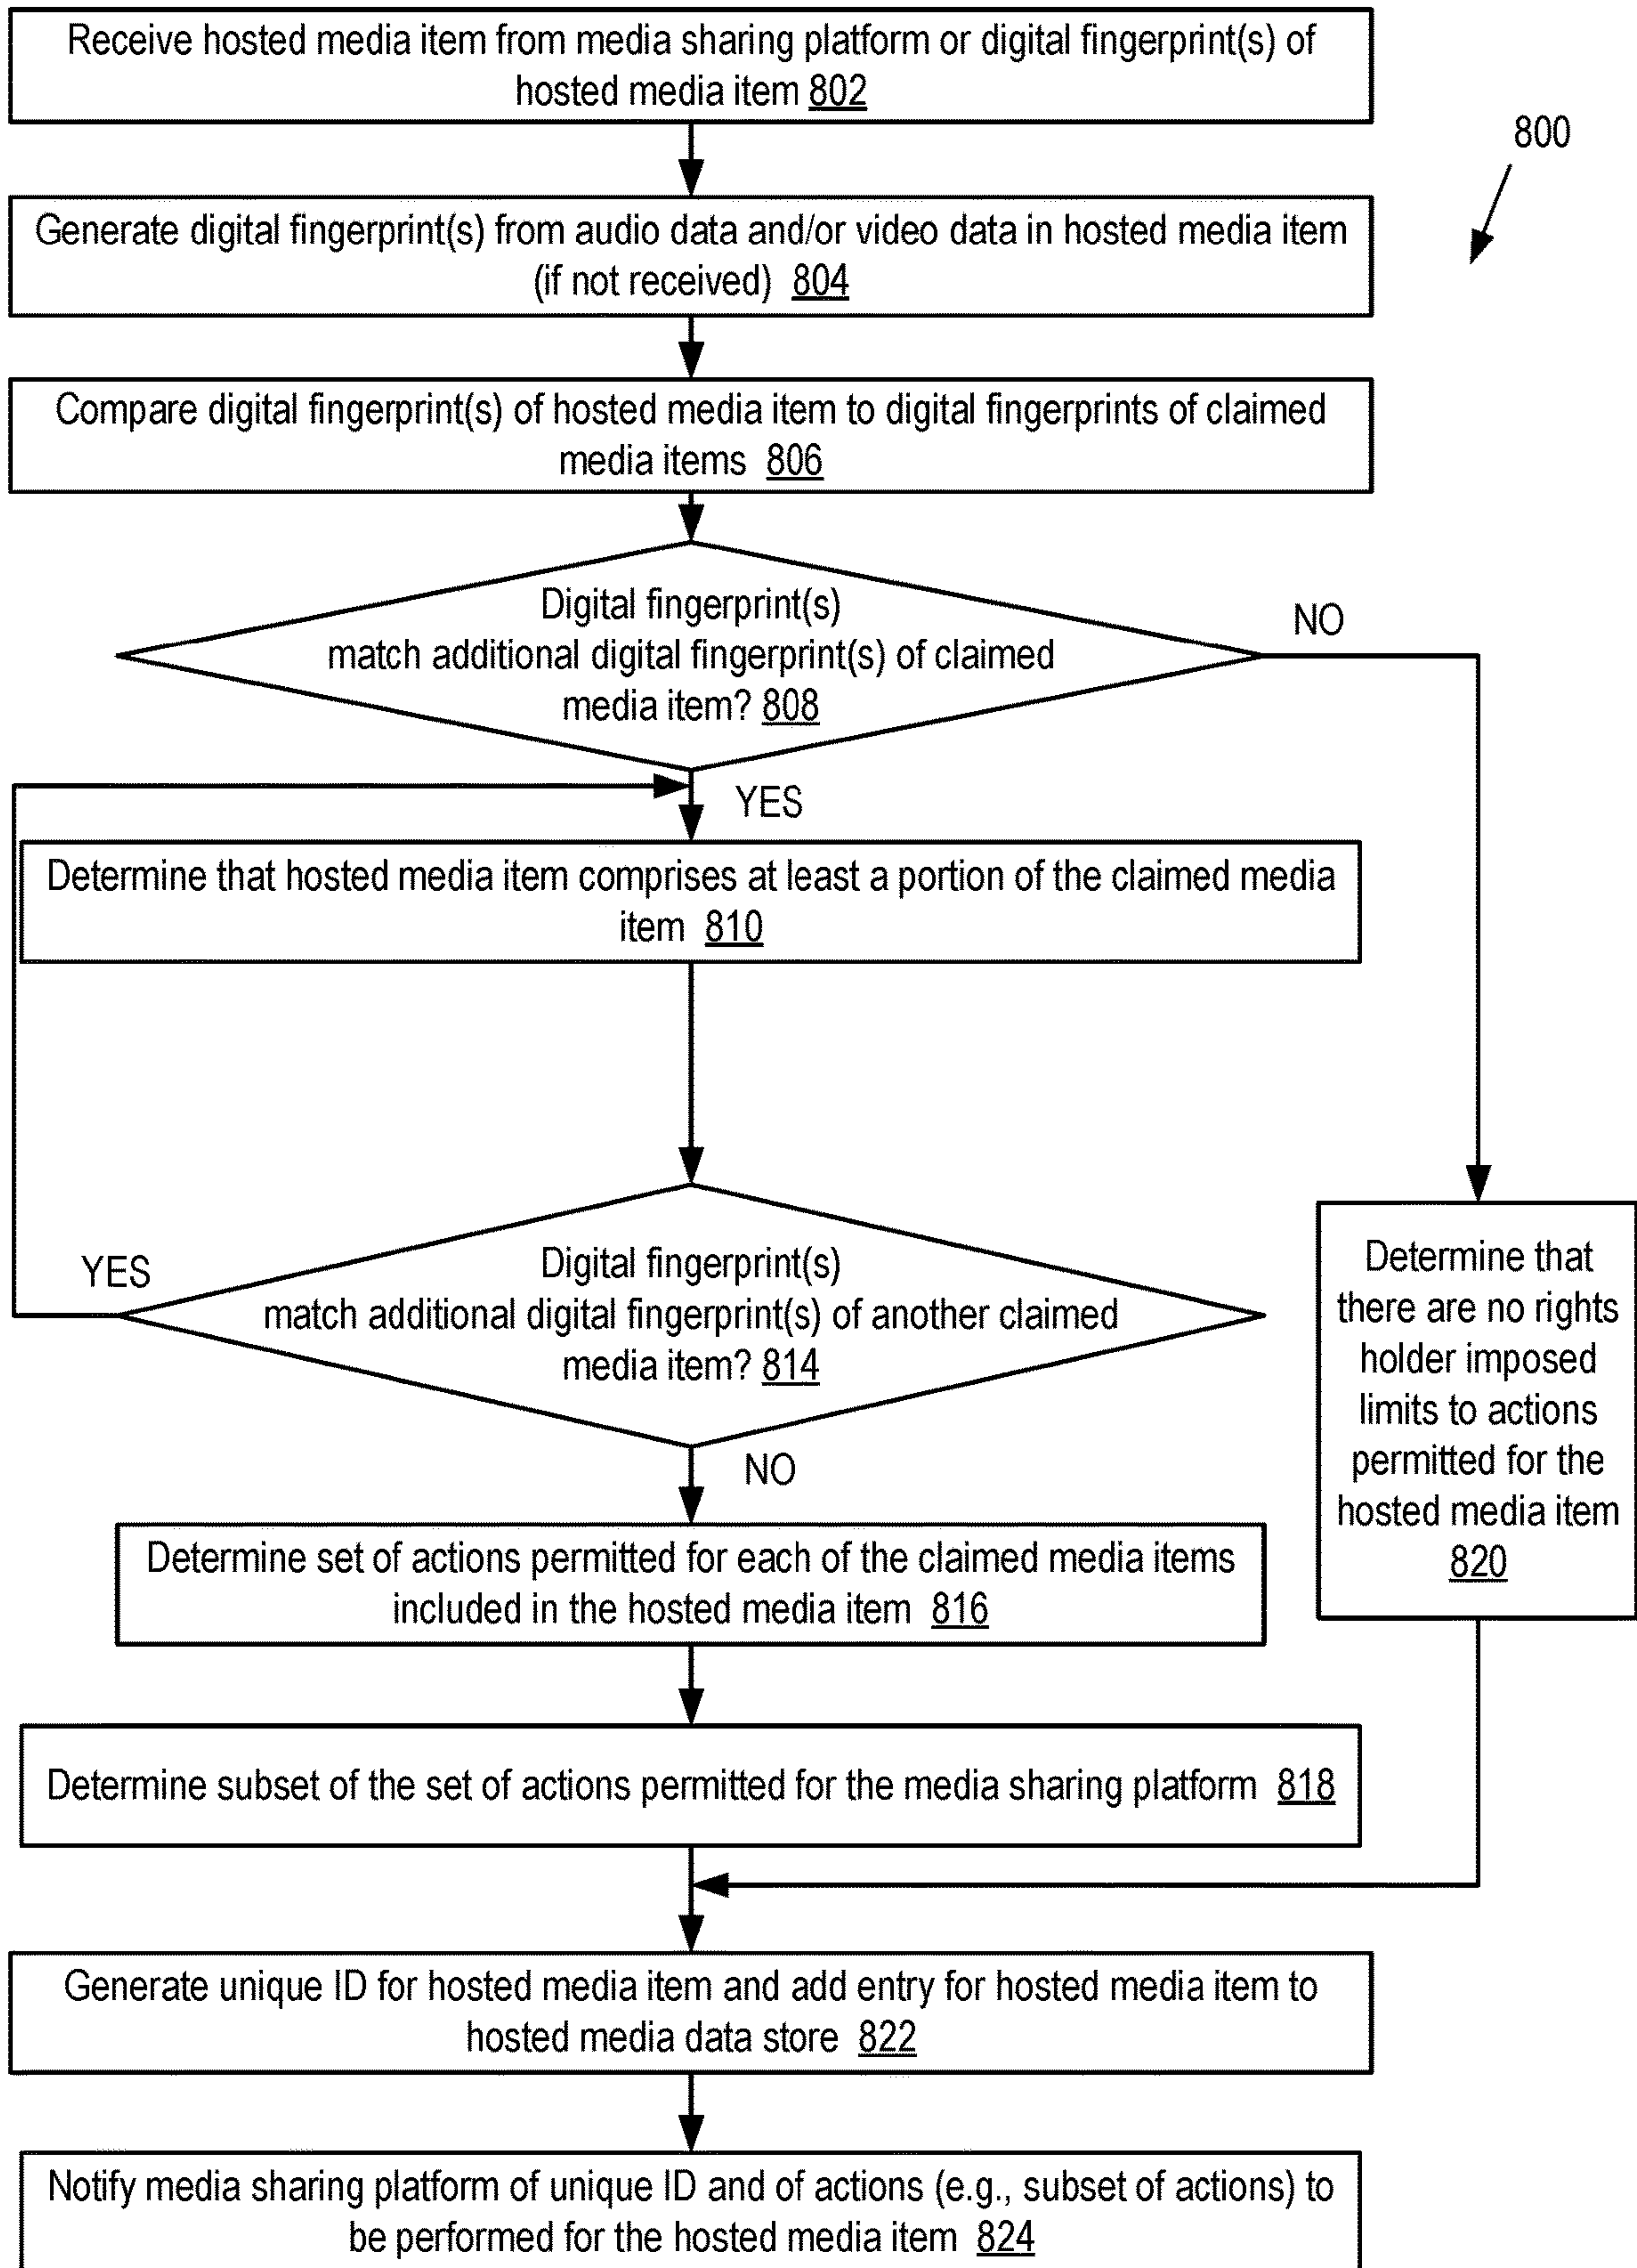 Receive hosted media item from media sharing platform or digital fingerprint(s) of
hosted media item 802
800
Generate digital fingerprint(s) from audio data and/or video data in hosted media item
(if not received) 804
Compare digital fingerprint(s) of hosted media item to digital fingerprints of claimed
media items 806
Digital fingerprint(s)
match additional digital fingerprint(s) of claimed
media item? 808
NO
YES
Determine that hosted media item comprises at least a portion of the claimed media
item 810
Digital fingerprint(s)
match additional digital fingerprint(s) of another claimed
media item? 814
YES
NO
Determine that
there are no rights
holder imposed
limits to actions
permitted for the
hosted media item
820
Determine set of actions permitted for each of the claimed media items
included in the hosted media item 816
Determine subset of the set of actions permitted for the media sharing platform 818
Generate unique ID for hosted media item and add entry for hosted media item to
hosted media data store 822
Notify media sharing platform of unique ID and of actions (e.g., subset of actions) to
be performed for the hosted media item 824